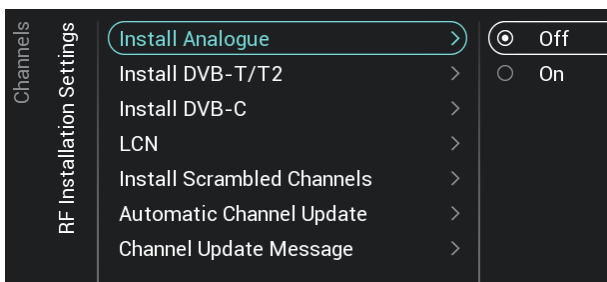 Channels
RF Installation Settings
Install Analogue
Install DVB-T/T2
Install DVB-C
LCN
Install Scrambled Channels
Automatic Channel Update
Channel Update Message
Off
On